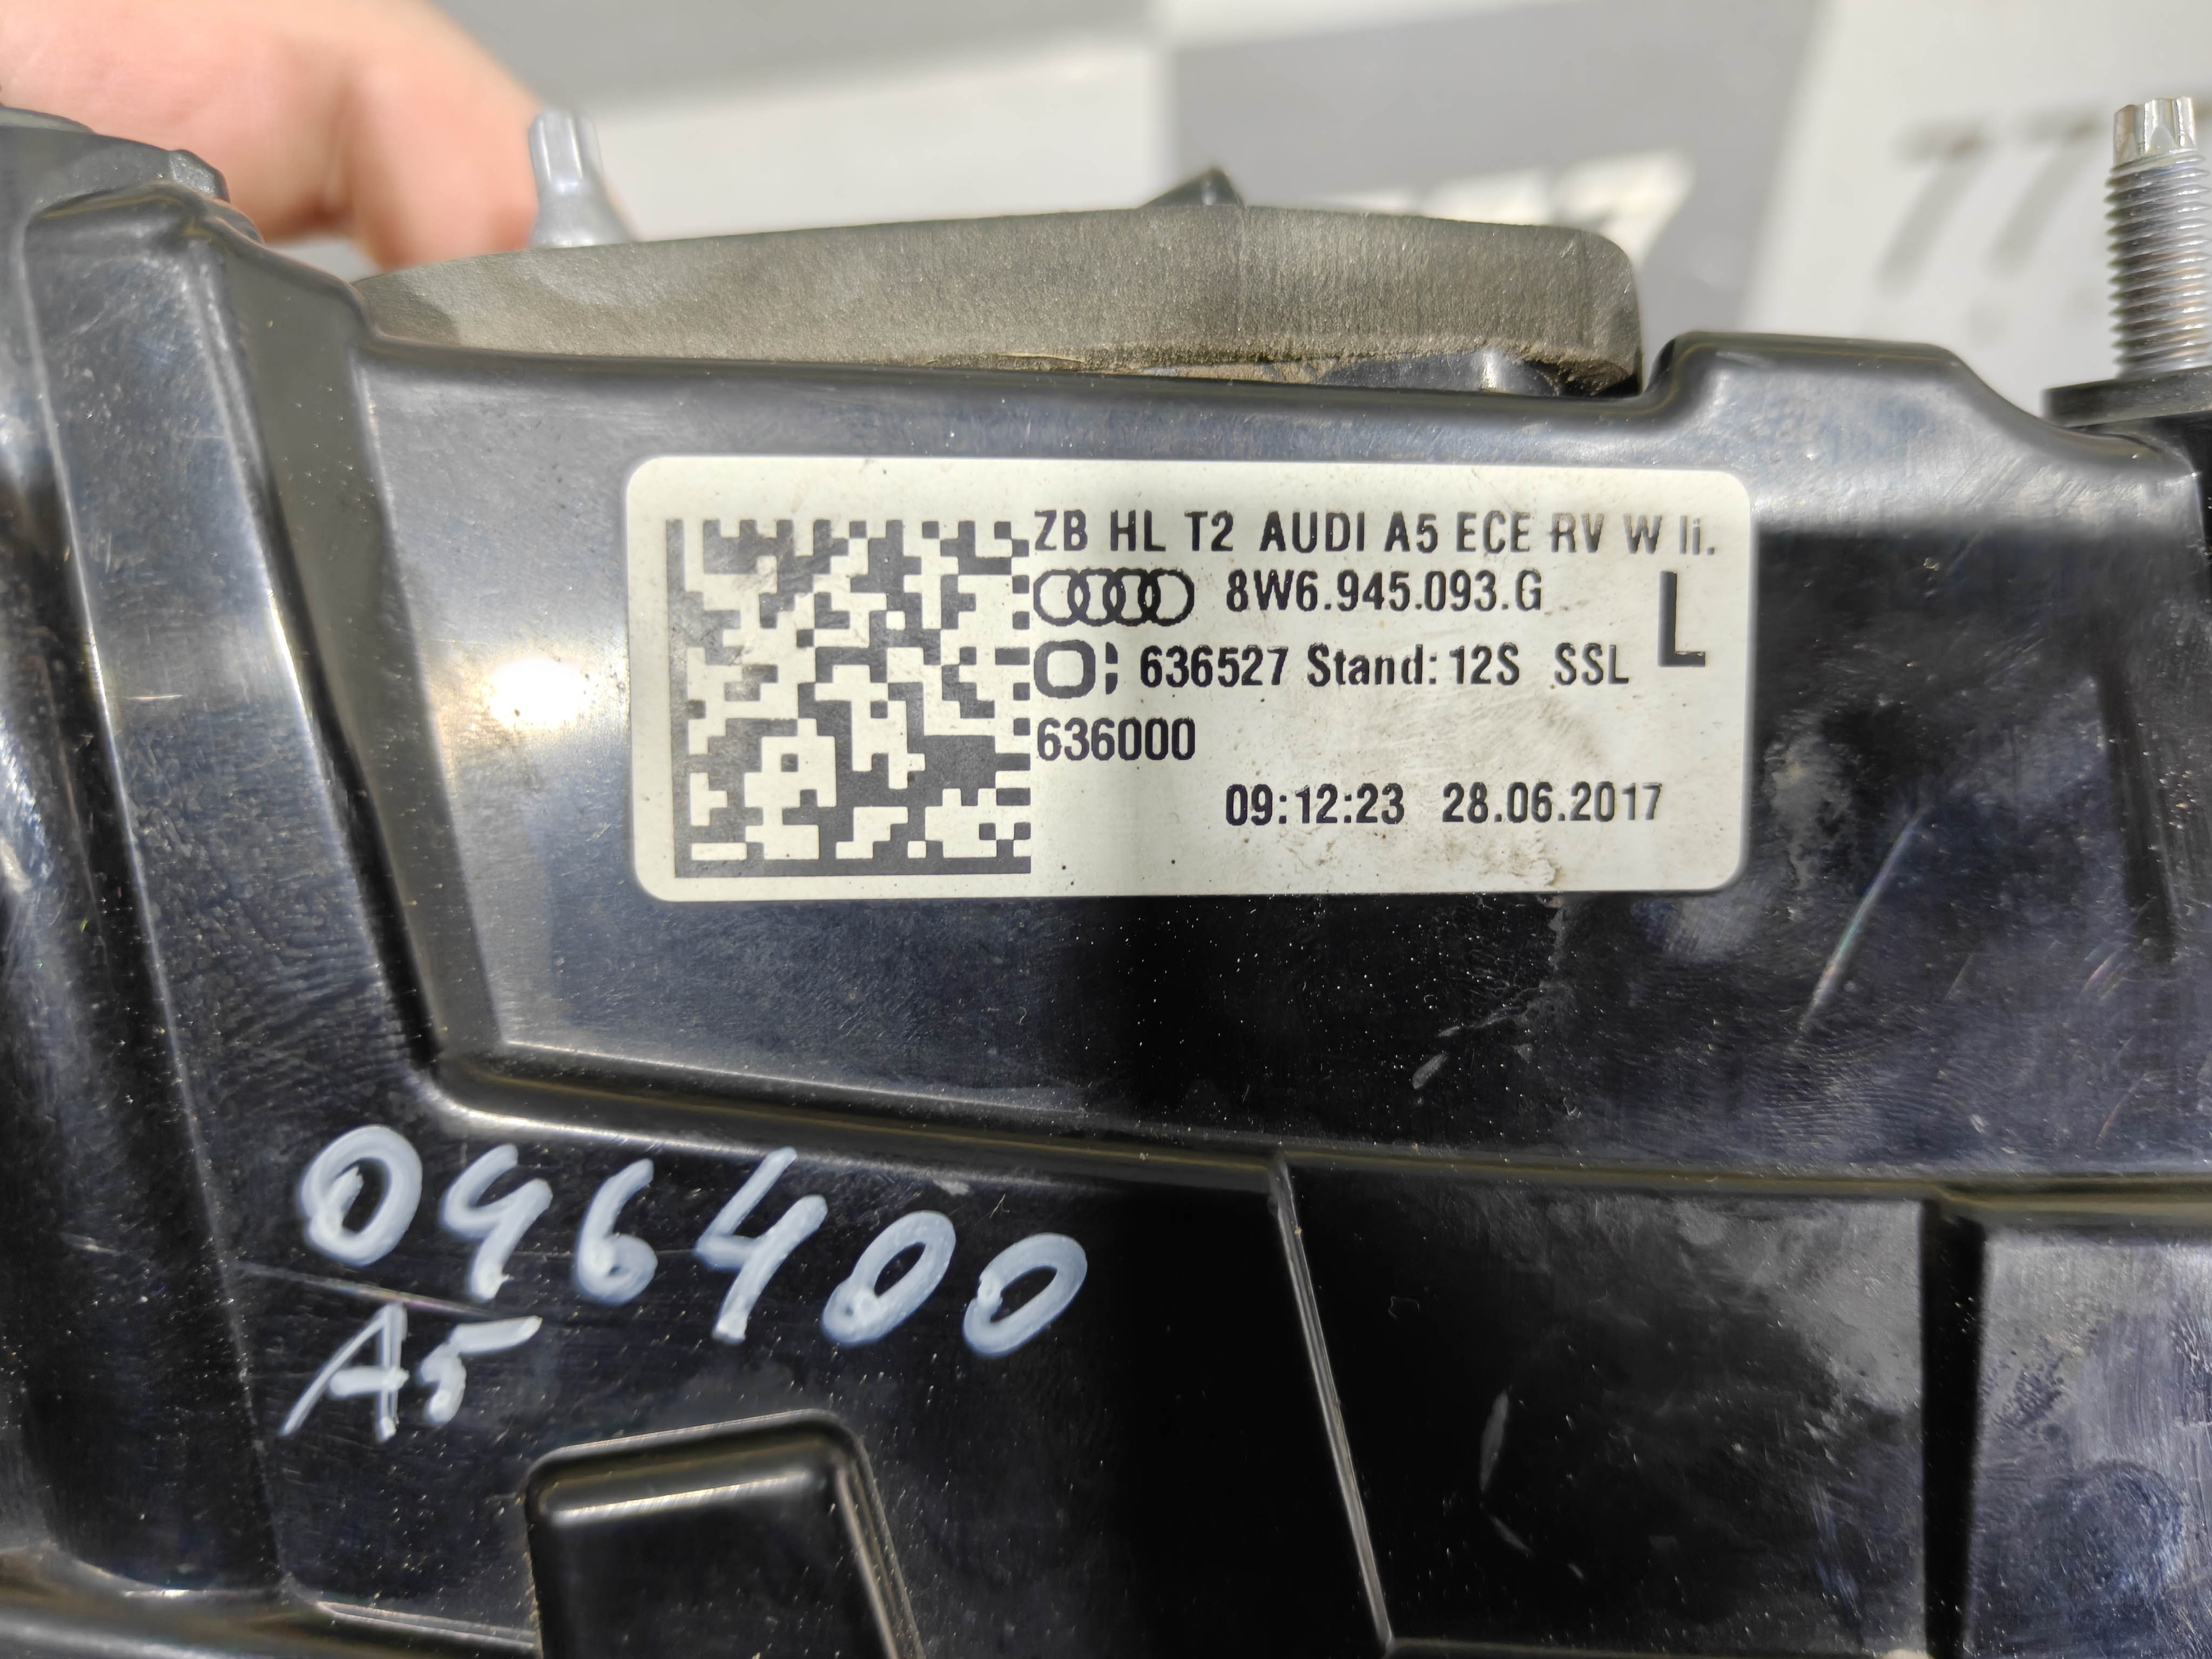 ZB HL T2 AUDI A5 ECE RV W li.
8W6.945.093.G
L
636527 Stand: 12S SSL
636000
09:12:23 28.06.2017
096400
A5